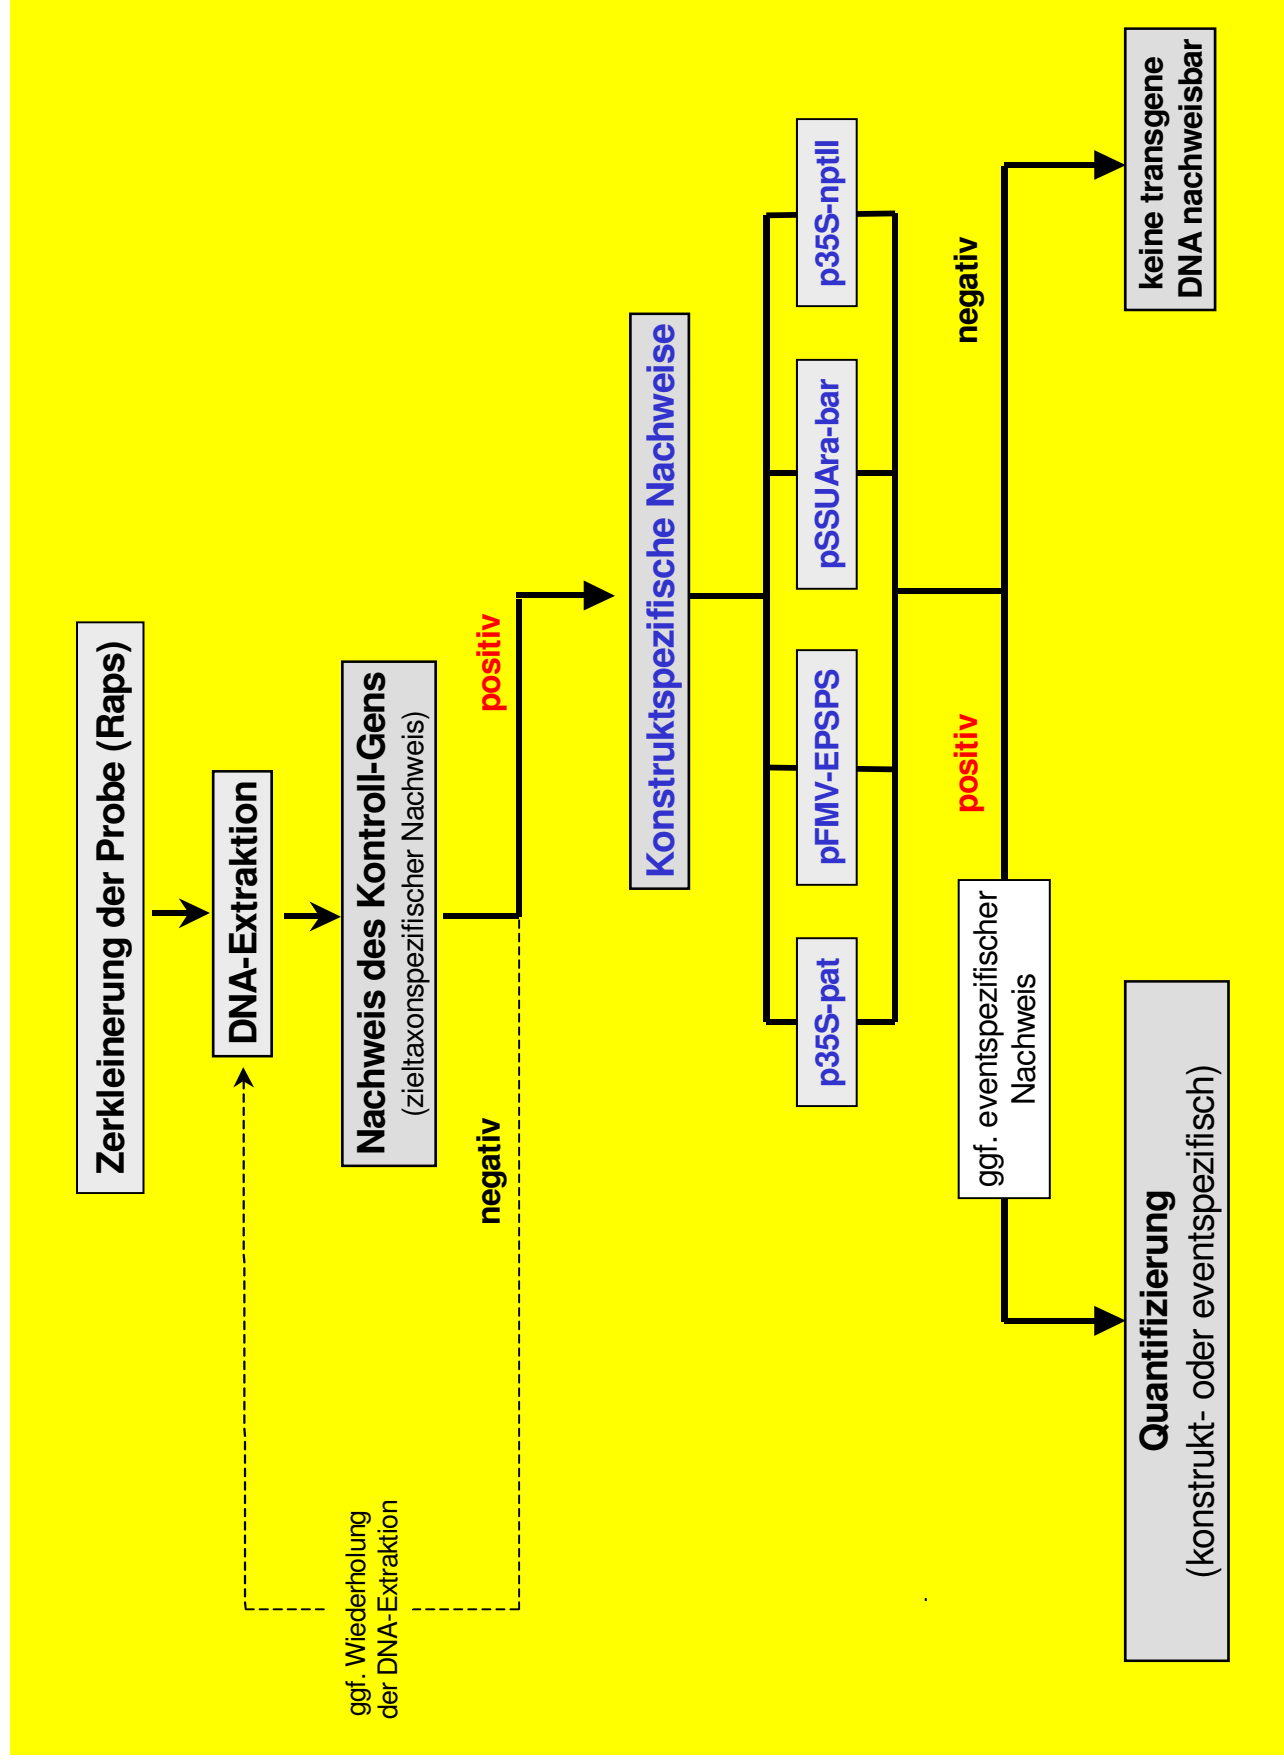 Zerkleinerung der Probe (Raps)
DNA-Extraktion
Nachweis des Kontroll-Gens
(zieltaxonspezifischer Nachweis)
ggf. Wiederholung
der DNA-Extraktion
negativ
positiv
Konstruktspezifische Nachweise
p35S-pat
pFMV-EPSPS
pSSUAra-bar
p35S-nptII
positiv
negativ
ggf. eventspezifischer
Nachweis
Quantifizierung
(konstrukt- oder eventspezifisch)
keine transgene
DNA nachweisbar